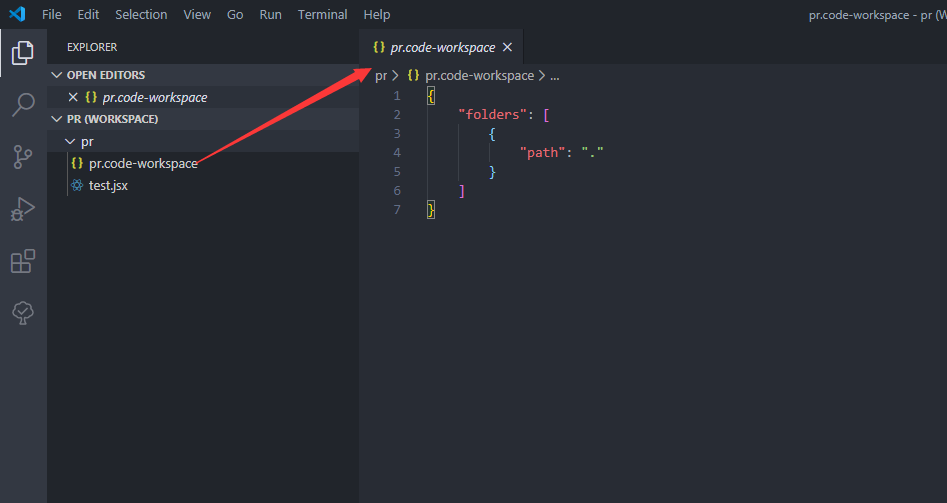 File Edit Selection View Go Run Terminal Help
pr.code-workspace - pr (W
EXPLORER
OPEN EDITORS
{} pr.code-workspace
PR (WORKSPACE)
pr
{} pr.code-workspace
test.jsx
{} pr.code-workspace
pr > {} pr.code-workspace > ...
1 {
2 "folders": [
3 {
4 "path": "."
5 }
6 ]
7 }